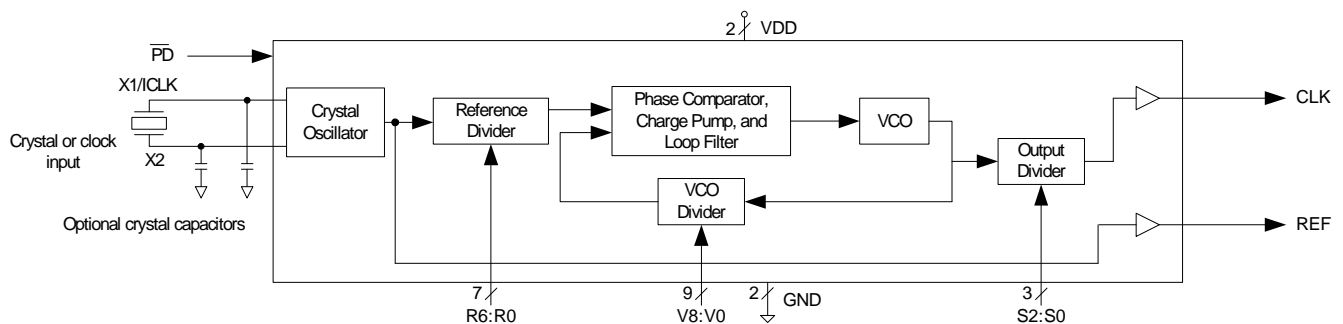 2
VDD
PD
X1/ICLK
Crystal or clock
input
X2
Optional crystal capacitors
Crystal
Oscillator
Reference
Divider
Phase Comparator,
Charge Pump, and
Loop Filter
VCO
VCO
Divider
Output
Divider
CLK
REF
7
R6:R0
9
V8:V0
2
GND
3
S2:S0